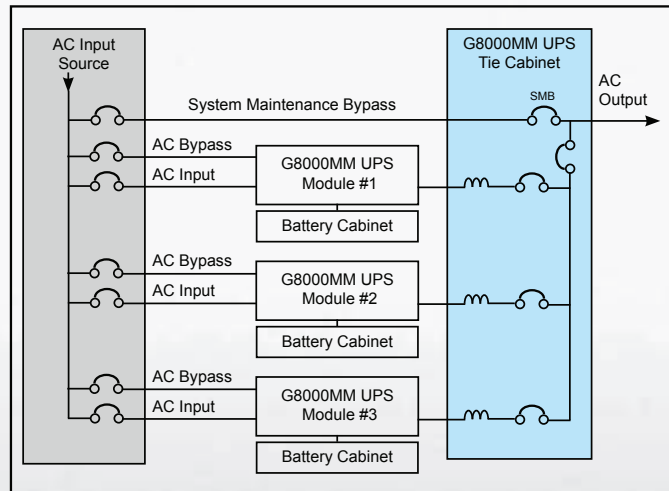 AC Input
Source
G8000MM UPS
Tie Cabinet
AC
Output
System Maintenance Bypass
SMB
AC Bypass
AC Input
G8000MM UPS
Module #1
Battery Cabinet
AC Bypass
AC Input
G8000MM UPS
Module #2
Battery Cabinet
AC Bypass
AC Input
G8000MM UPS
Module #3
Battery Cabinet